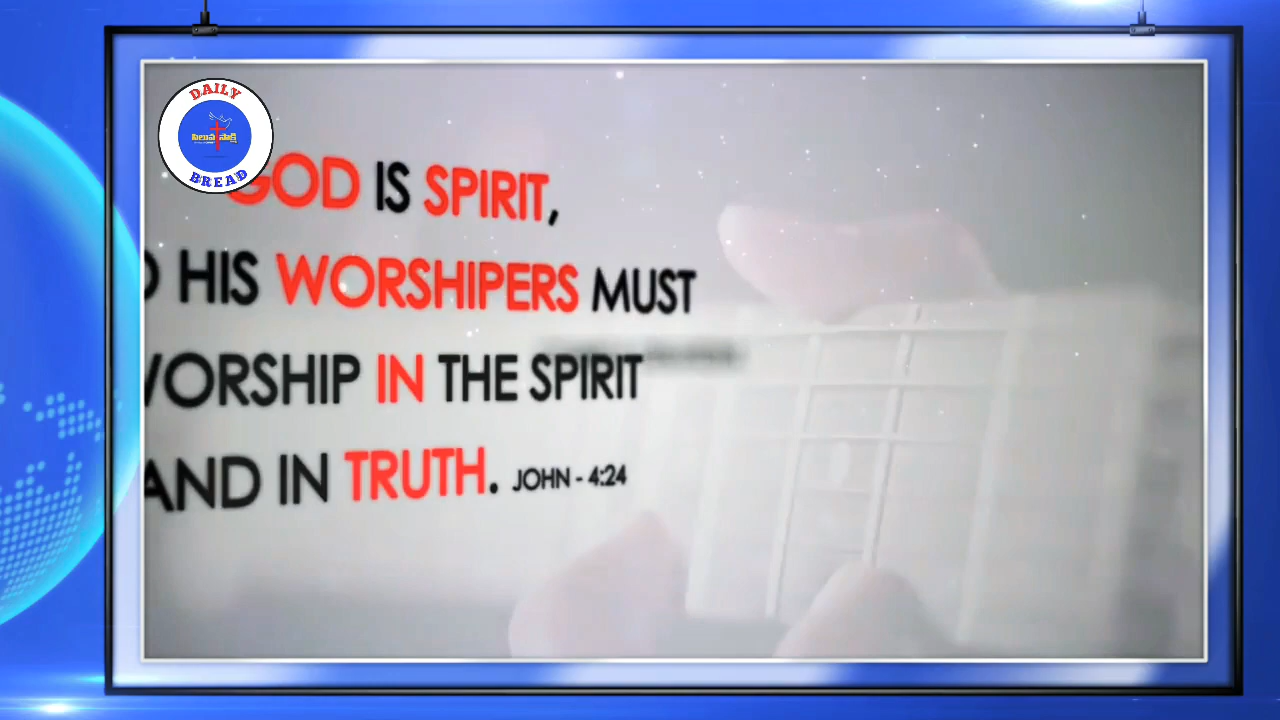 DAILY
సిలువ సాక్షి
BREAD
GOD IS SPIRIT,
HIS WORSHIPERS MUST
WORSHIP IN THE SPIRIT
AND IN TRUTH. JOHN - 4:24